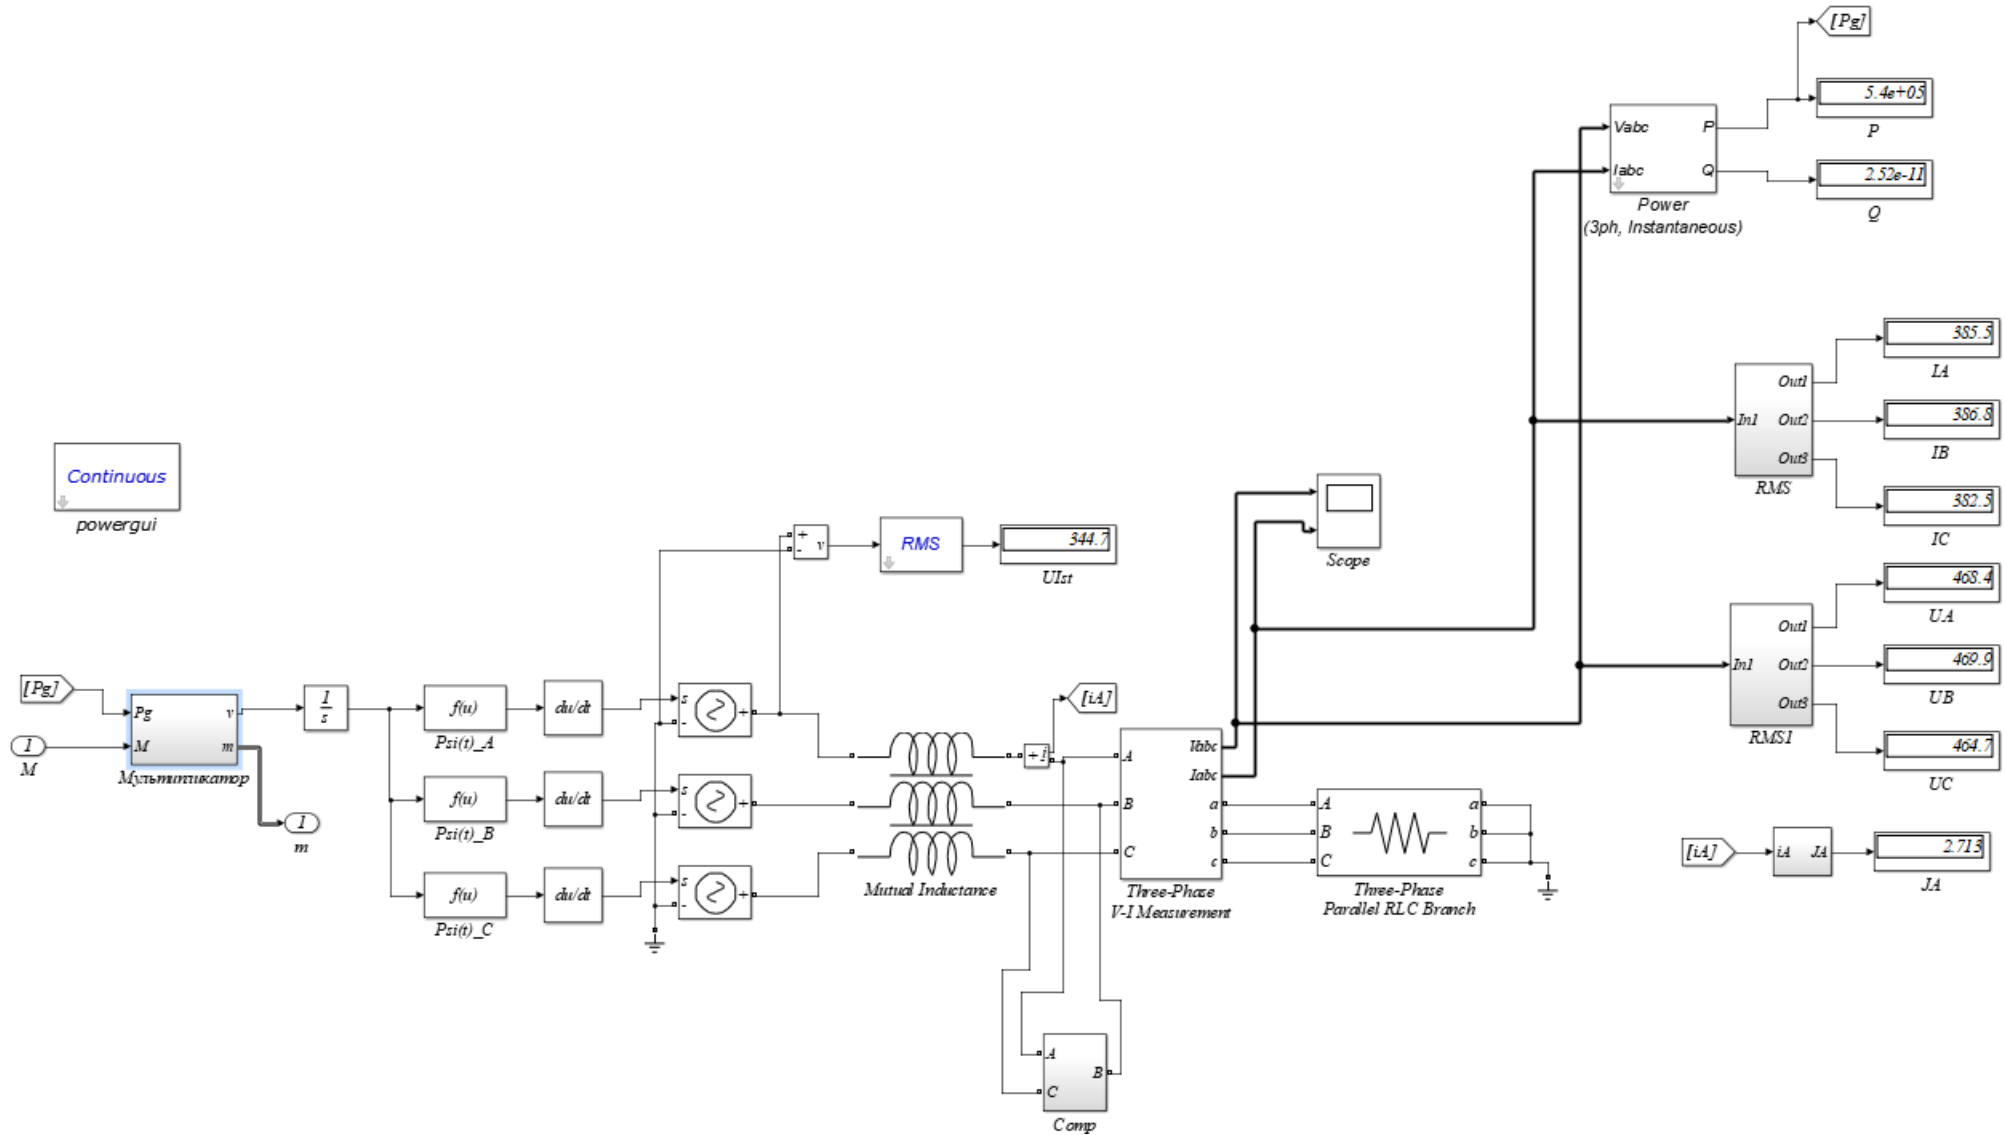 [Pg]
5.4e+05
P
Vabc
P
Iabc
Q
2.52e-11
Q
Power
(3ph, Instantaneous)
385.5
IA
Out1
386.8
In1
Out2
IB
Out3
382.5
RMS
IC
468.4
UA
Out1
469.9
In1
Out2
UB
Out3
464.7
RMS1
UC
Continuous
powergui
+
-
v
RMS
344.7
UIst
Scope
[Pg]
Pg
v
M
m
1
M
Мультипикатор
1
m
1
s
f(u)
du/dt
s
-
+
Psi(t)_A
f(u)
du/dt
s
-
+
Psi(t)_B
f(u)
du/dt
s
-
+
Psi(t)_C
[iA]
+
i
Mutual Inductance
A
Vabc
Iabc
B
a
b
C
c
Three-Phase
V-I Measurement
A
a
B
b
C
c
Three-Phase
Parallel RLC Branch
[iA]
iA
JA
2.713
JA
A
B
C
Comp